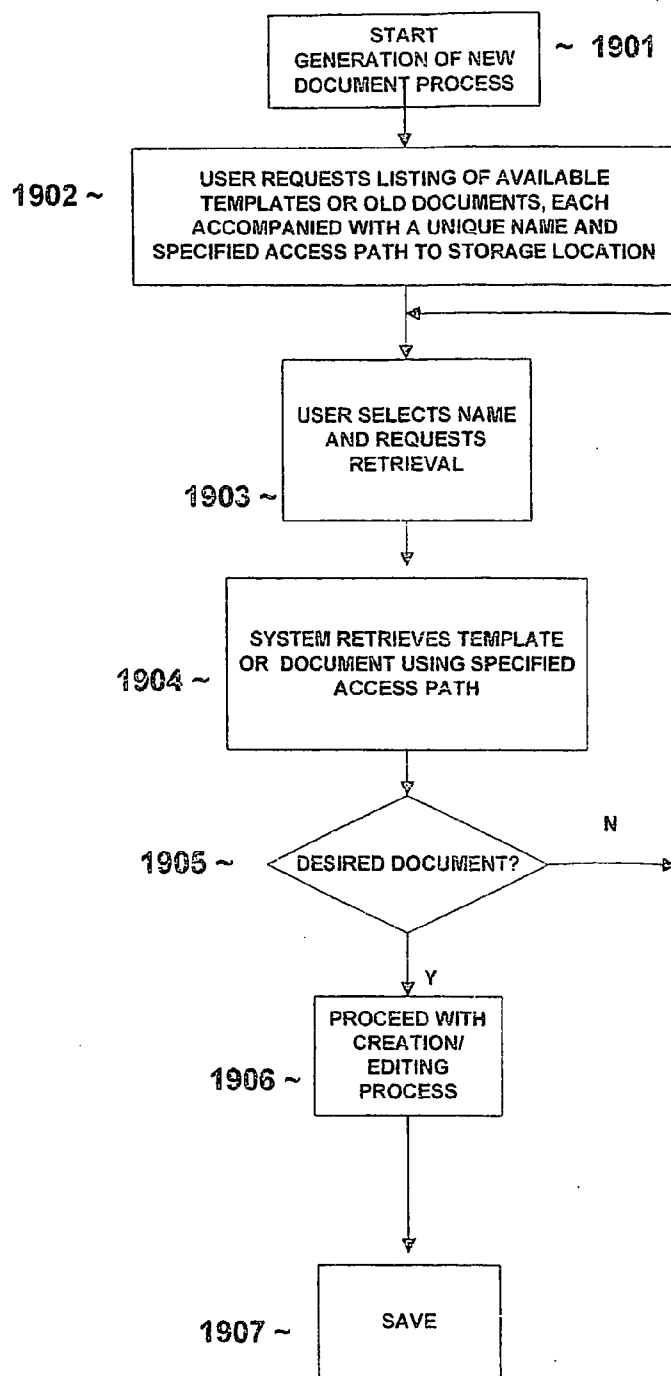 START
GENERATION OF NEW
DOCUMENT PROCESS
~ 1901
1902 ~
USER REQUESTS LISTING OF AVAILABLE
TEMPLATES OR OLD DOCUMENTS, EACH
ACCOMPANIED WITH A UNIQUE NAME AND
SPECIFIED ACCESS PATH TO STORAGE LOCATION
USER SELECTS NAME
AND REQUESTS
RETRIEVAL
1903 ~
SYSTEM RETRIEVES TEMPLATE
OR DOCUMENT USING SPECIFIED
ACCESS PATH
1904 ~
N
1905 ~
DESIRED DOCUMENT?
Y
PROCEED WITH
CREATION/
EDITING
PROCESS
1906 ~
SAVE
1907 ~